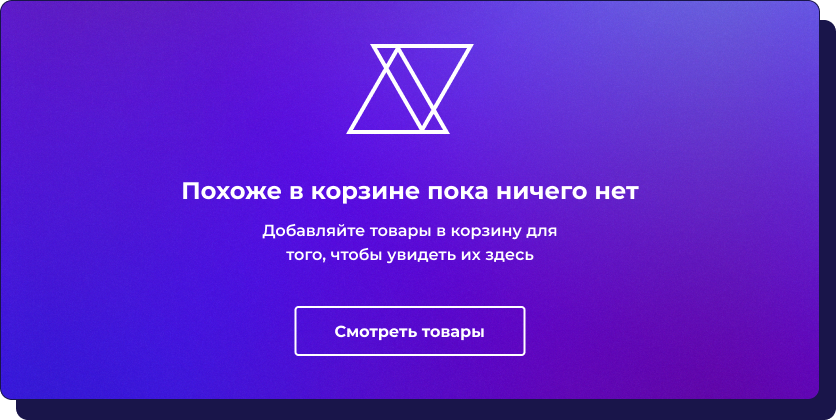 Похоже в корзине пока ничего нет
Добавляйте товары в корзину для
того, чтобы увидеть их здесь
Смотреть товары